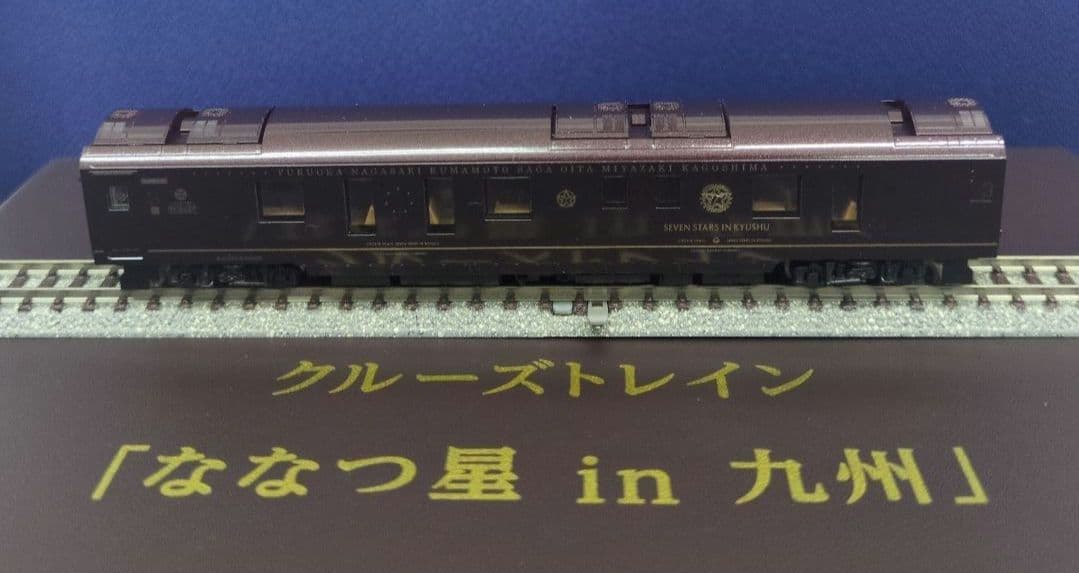 FUKUOKA NAGASAKI KUMAMOTO SAGA OITA MIYAZAKI KAGOSHIMA
SEVEN STARS IN KYUSHU
クルーズトレイン
「ななつ星 in 九州」